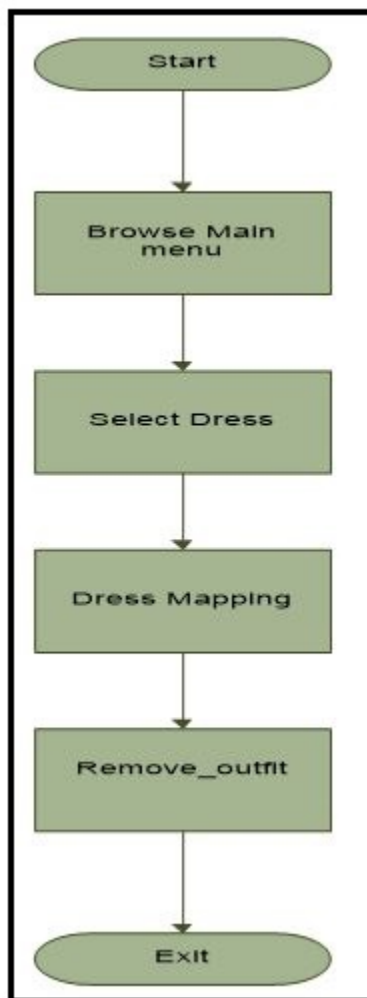 Start
Browse Main
menu
Select Dress
Dress Mapping
Remove_outfit
Exit